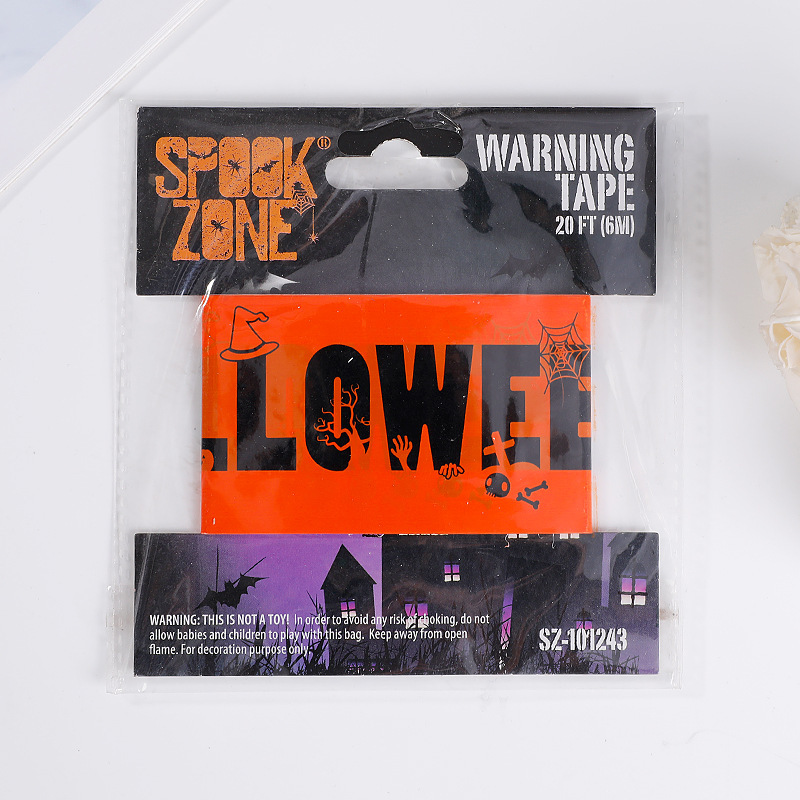 SPOOK®
ZONE
WARNING
TAPE
20 FT (6M)
LOWEE
WARNING: THIS IS NOT A TOY! In order to avoid any risk of choking, do not
allow babies and children to play with this bag. Keep away from open
flame. For decoration purpose only.
SZ-101243